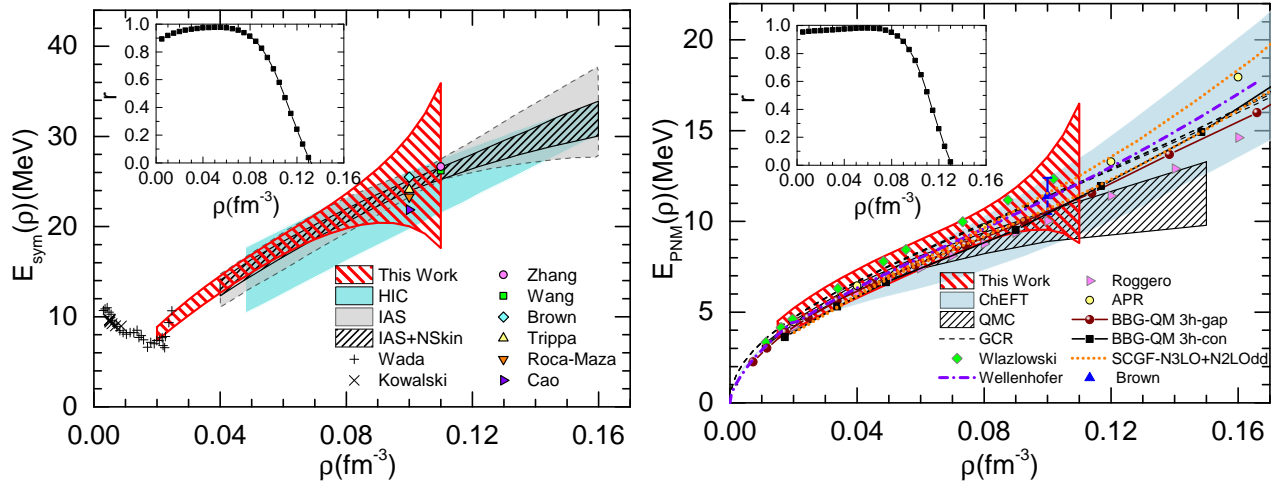 E_sym(ρ)(MeV)
40
30
20
10
0
0.00 0.04 0.08 0.12 0.16
ρ(fm⁻³)
r
1.0
0.8
0.6
0.4
0.2
0.0
0.00 0.04 0.08 0.12 0.16
ρ(fm⁻³)
This Work
HIC
IAS
IAS+NSkin
Wada
Kowalski
Zhang
Wang
Brown
Trippa
Roca-Maza
Cao
E_PNM(ρ)(MeV)
20
15
10
5
0
0.00 0.04 0.08 0.12 0.16
ρ(fm⁻³)
r
1.0
0.8
0.6
0.4
0.2
0.0
0.00 0.04 0.08 0.12 0.16
ρ(fm⁻³)
This Work
ChEFT
QMC
GCR
Wlazlowski
Wellenhofer
Roggero
APR
BBG-QM 3h-gap
BBG-QM 3h-con
SCGF-N3LO+N2LOdd
Brown